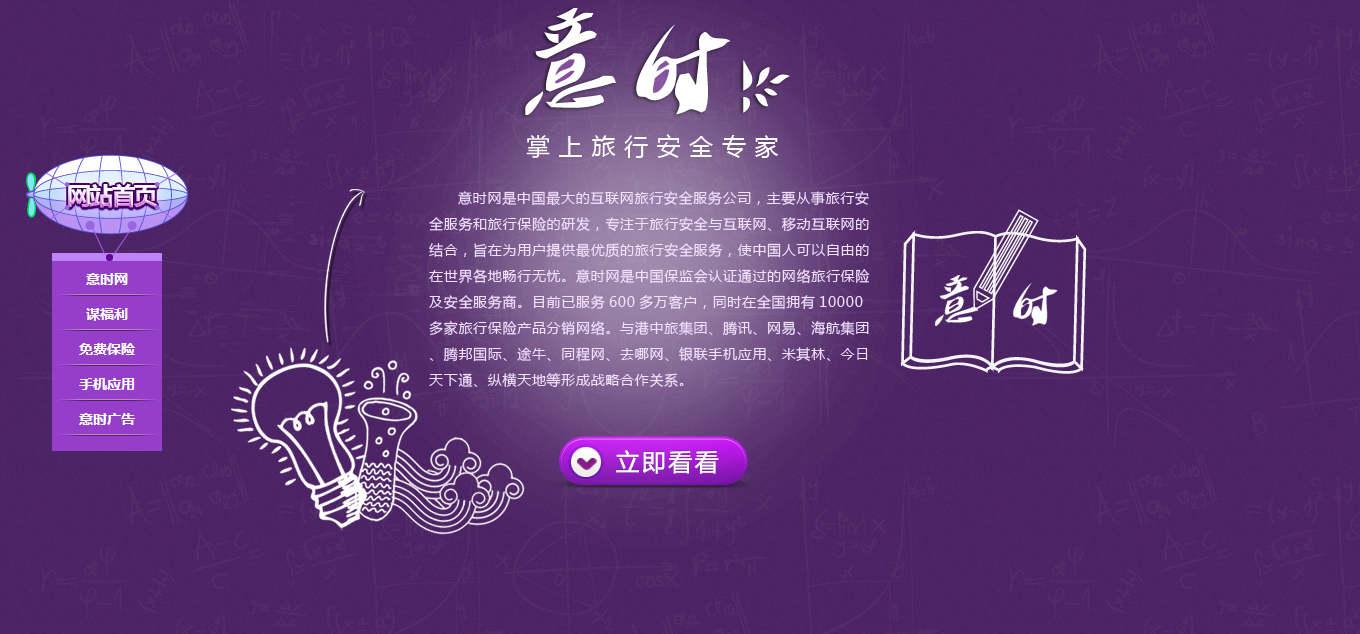 意时
掌上旅行安全专家
网站首页
意时网
谋福利
免费保险
手机应用
意时广告
意时网是中国最大的互联网旅行安全服务公司，主要从事旅行安
全服务和旅行保险的研发，专注于旅行安全与互联网、移动互联网的
结合，旨在为用户提供最优质的旅行安全服务，使中国人可以自由的
在世界各地畅行无忧。意时网是中国保监会认证通过的网络旅行保险
及安全服务商。目前已服务 600 多万客户，同时在全国拥有 10000
多家旅行保险产品分销网络。与港中旅集团、腾讯、网易、海航集团
、腾邦国际、途牛、同程网、去哪网、银联手机应用、米其林、今日
天下通、纵横天地等形成战略合作关系。
意时
立即看看